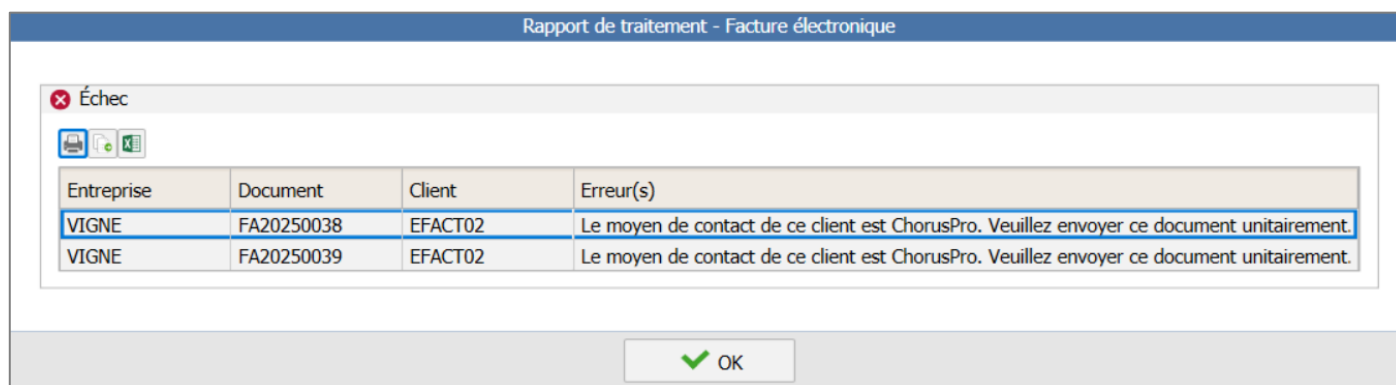 Rapport de traitement - Facture électronique
Échec
Entreprise Document Client Erreur(s)
VIGNE FA20250038 EFACT02 Le moyen de contact de ce client est ChorusPro. Veuillez envoyer ce document unitairement.
VIGNE FA20250039 EFACT02 Le moyen de contact de ce client est ChorusPro. Veuillez envoyer ce document unitairement.
OK